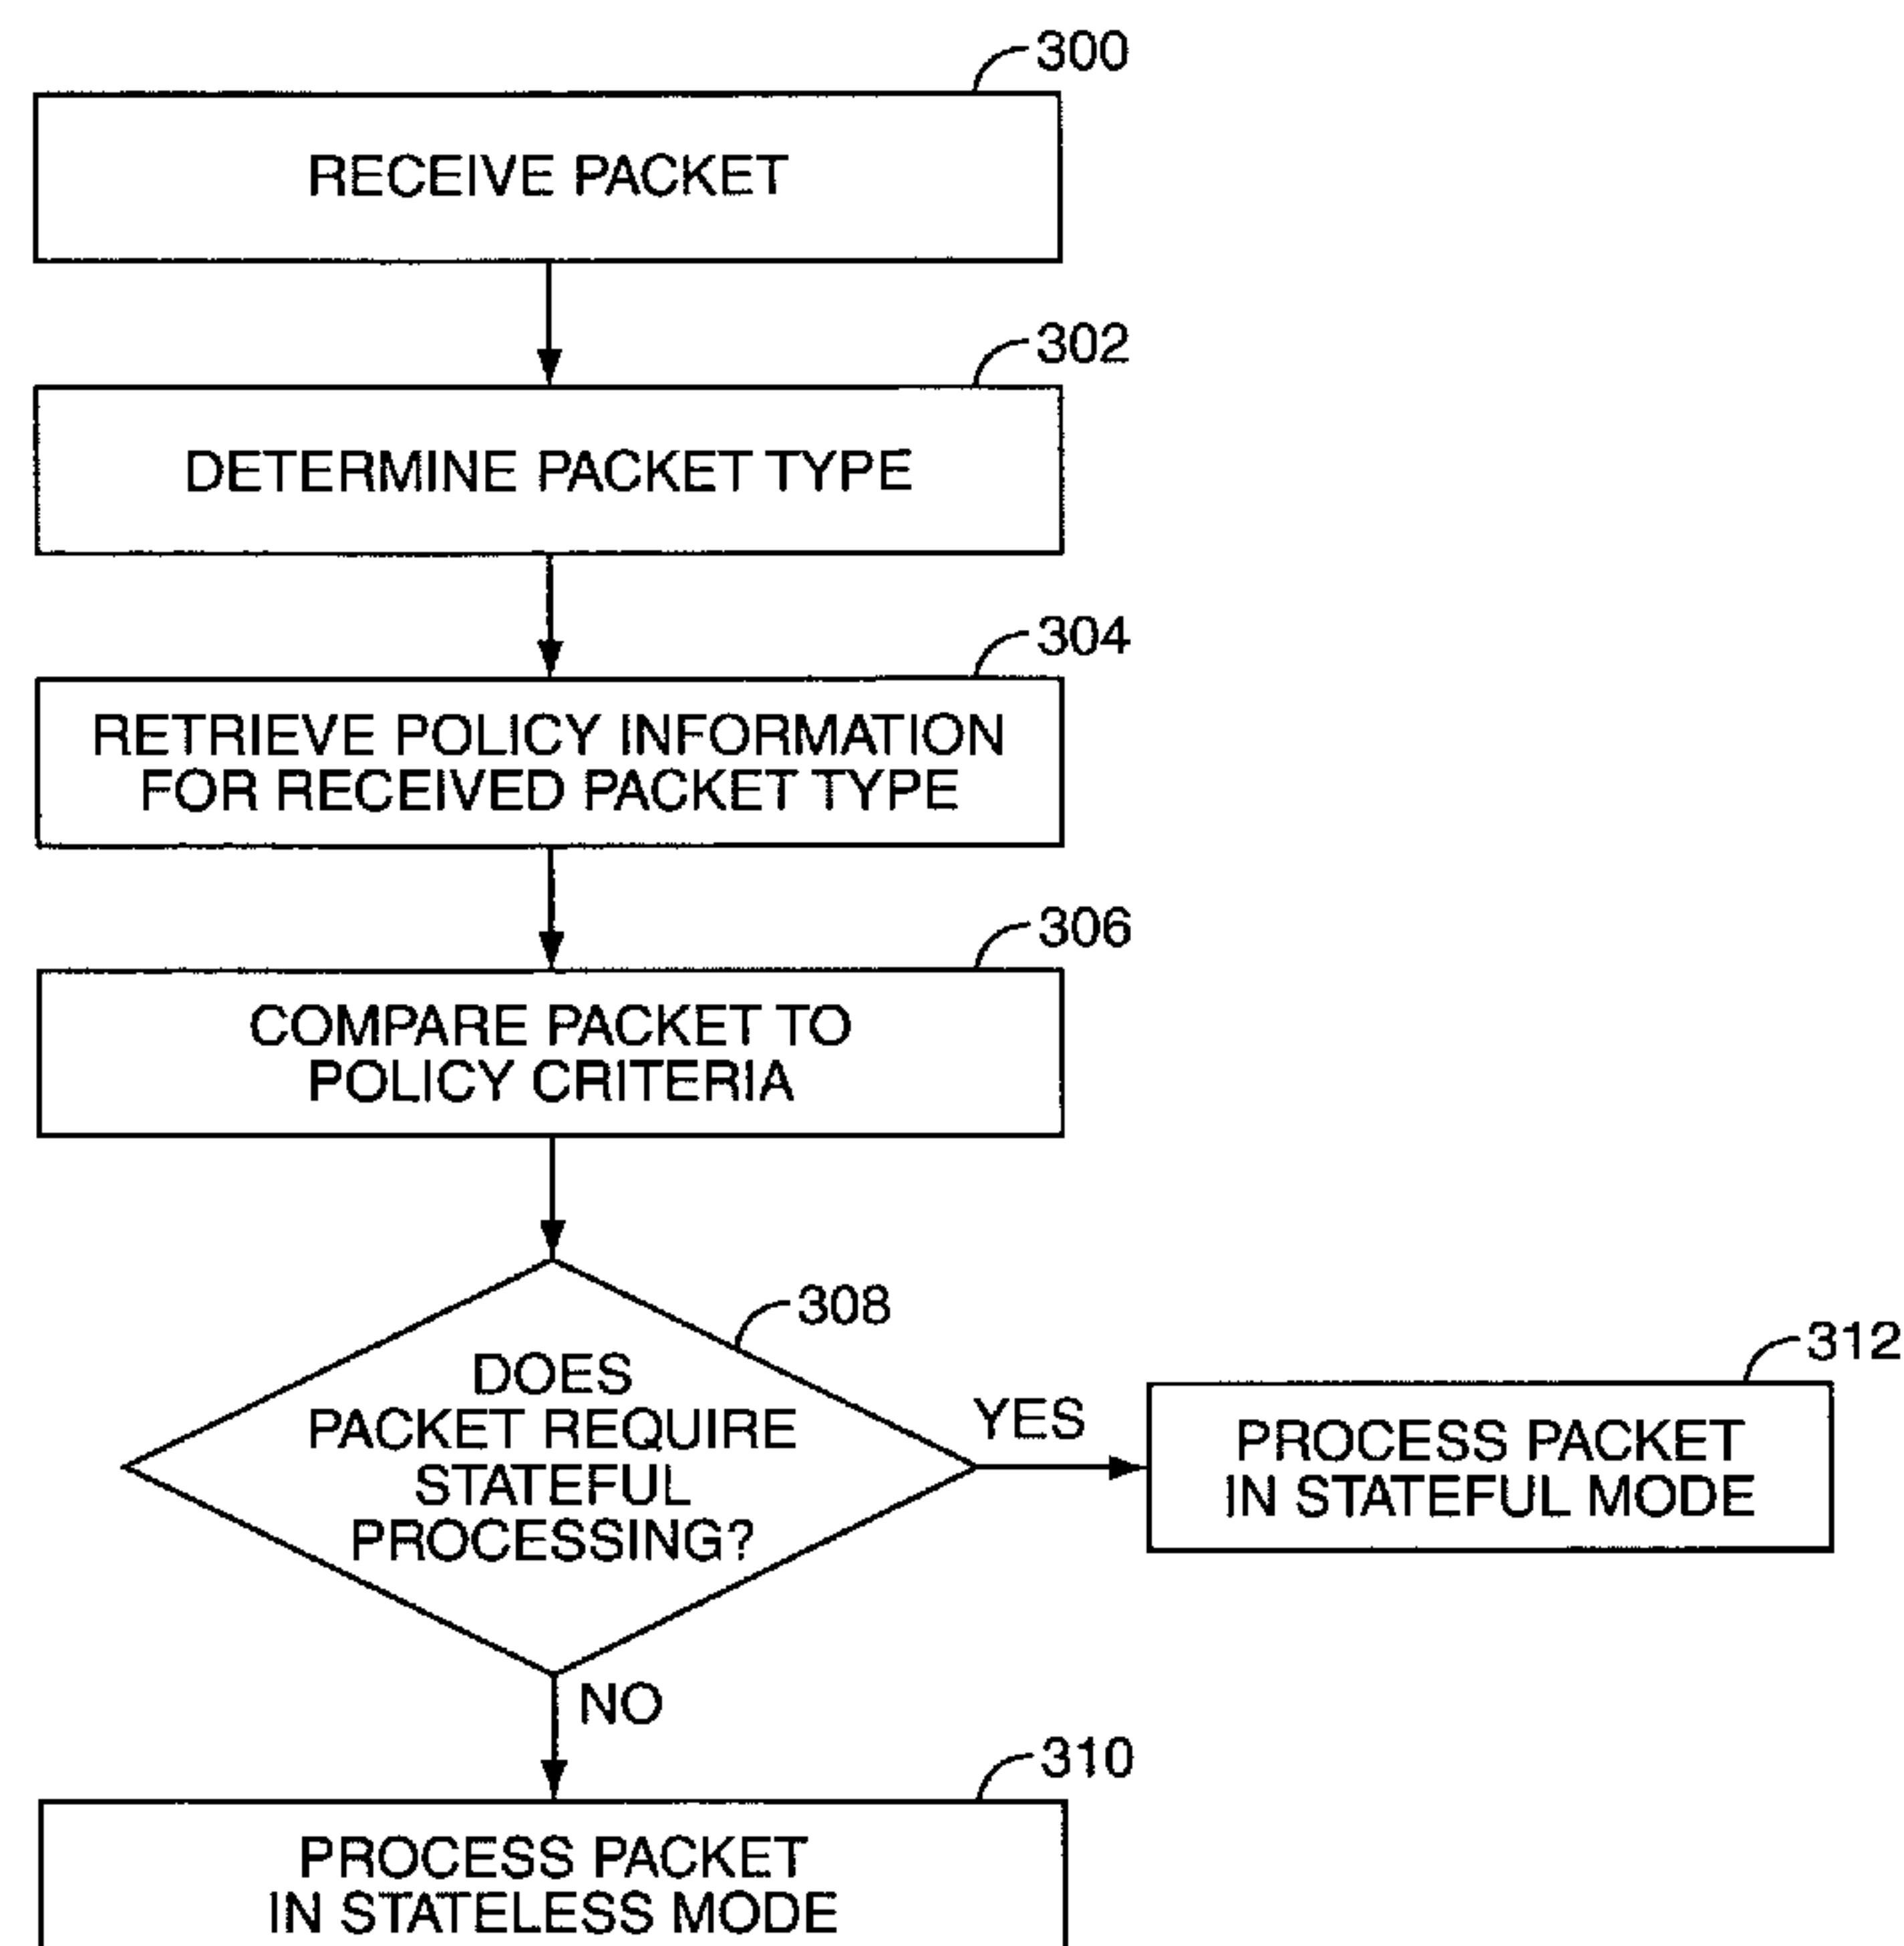 300
RECEIVE PACKET
302
DETERMINE PACKET TYPE
304
RETRIEVE POLICY INFORMATION
FOR RECEIVED PACKET TYPE
306
COMPARE PACKET TO
POLICY CRITERIA
308
DOES
PACKET REQUIRE
STATEFUL
PROCESSING?
YES
312
PROCESS PACKET
IN STATEFUL MODE
NO
310
PROCESS PACKET
IN STATELESS MODE